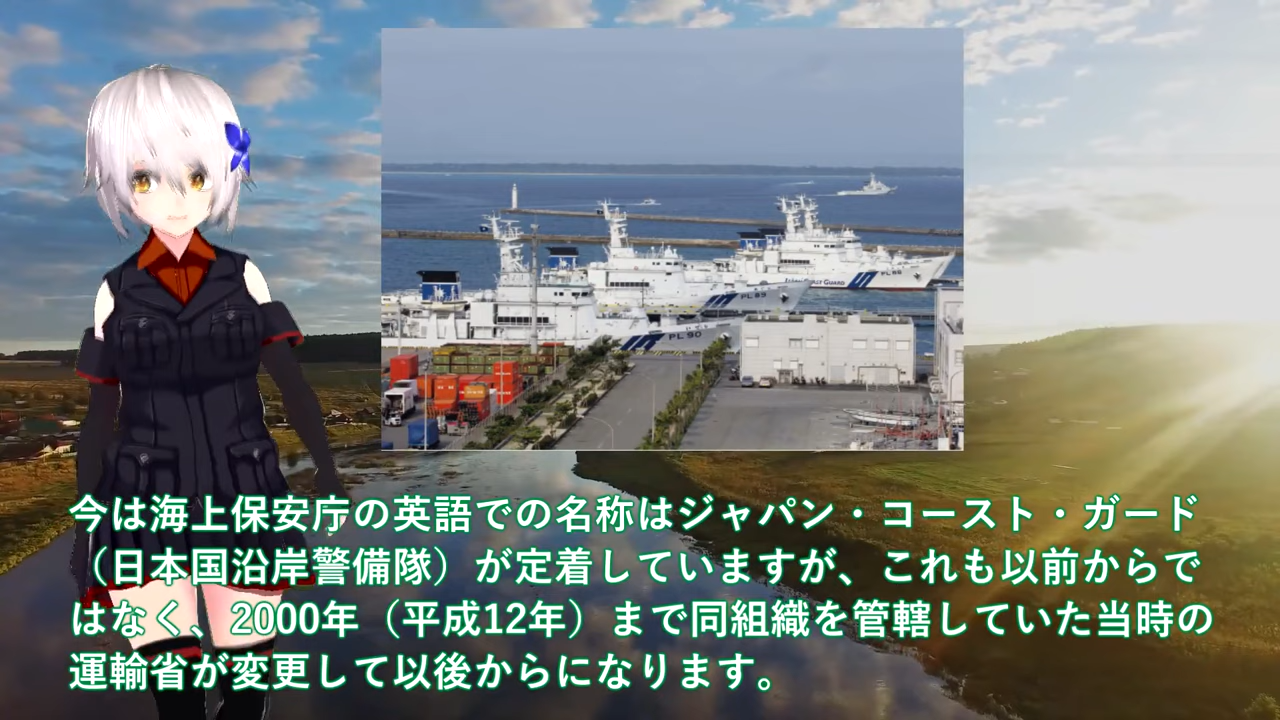 PL 89
PL 90
今は海上保安庁の英語での名称はジャパン・コースト・ガード
（日本国沿岸警備隊）が定着していますが、これも以前からで
はなく、2000年（平成12年）まで同組織を管轄していた当時の
運輸省が変更して以後からになります。